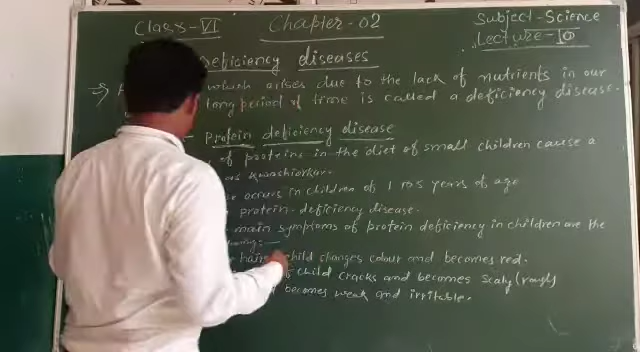 Class-VI Chapter-02 Subject-Science
Lecture-10
Deficiency diseases
which arises due to the lack of nutrients in our
long period of time is called a deficiency disease.
Protein deficiency disease
of proteins in the diet of small children cause a
as Kwashiorkor.
occurs in children of 1 to 5 years of age
protein-deficiency disease.
main symptoms of protein deficiency in children are the
hair child changes colour and becomes red.
of child cracks and becomes scaly (rough)
becomes weak and irritable.